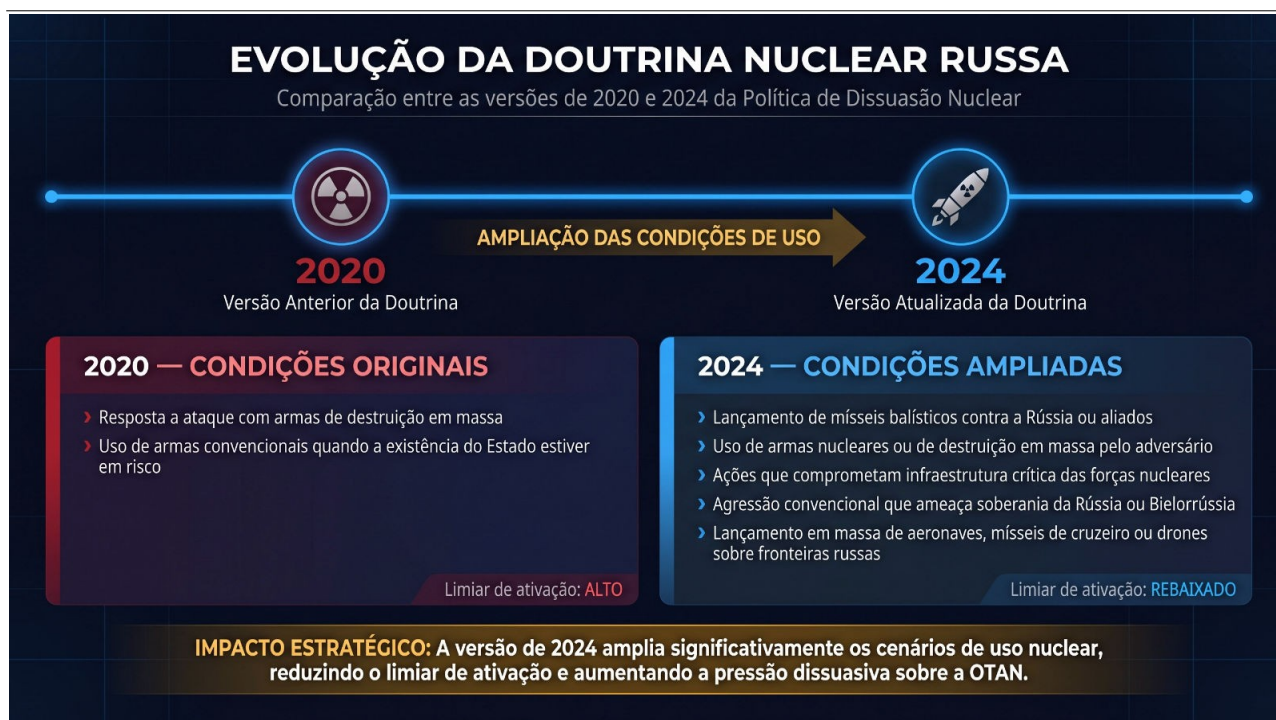 EVOLUÇÃO DA DOUTRINA NUCLEAR RUSSA
Comparação entre as versões de 2020 e 2024 da Política de Dissuasão Nuclear
AMPLIAÇÃO DAS CONDIÇÕES DE USO
2020
Versão Anterior da Doutrina
2024
Versão Atualizada da Doutrina
2020 — CONDIÇÕES ORIGINAIS
› Resposta a ataque com armas de destruição em massa
› Uso de armas convencionais quando a existência do Estado estiver
em risco
Limiar de ativação: ALTO
2024 — CONDIÇÕES AMPLIADAS
› Lançamento de mísseis balísticos contra a Rússia ou aliados
› Uso de armas nucleares ou de destruição em massa pelo adversário
› Ações que comprometam infraestrutura crítica das forças nucleares
› Agressão convencional que ameaça soberania da Rússia ou Bielorrússia
› Lançamento em massa de aeronaves, mísseis de cruzeiro ou drones
sobre fronteiras russas
Limiar de ativação: REBAIXADO
IMPACTO ESTRATÉGICO: A versão de 2024 amplia significativamente os cenários de uso nuclear,
reduzindo o limiar de ativação e aumentando a pressão dissuasiva sobre a OTAN.